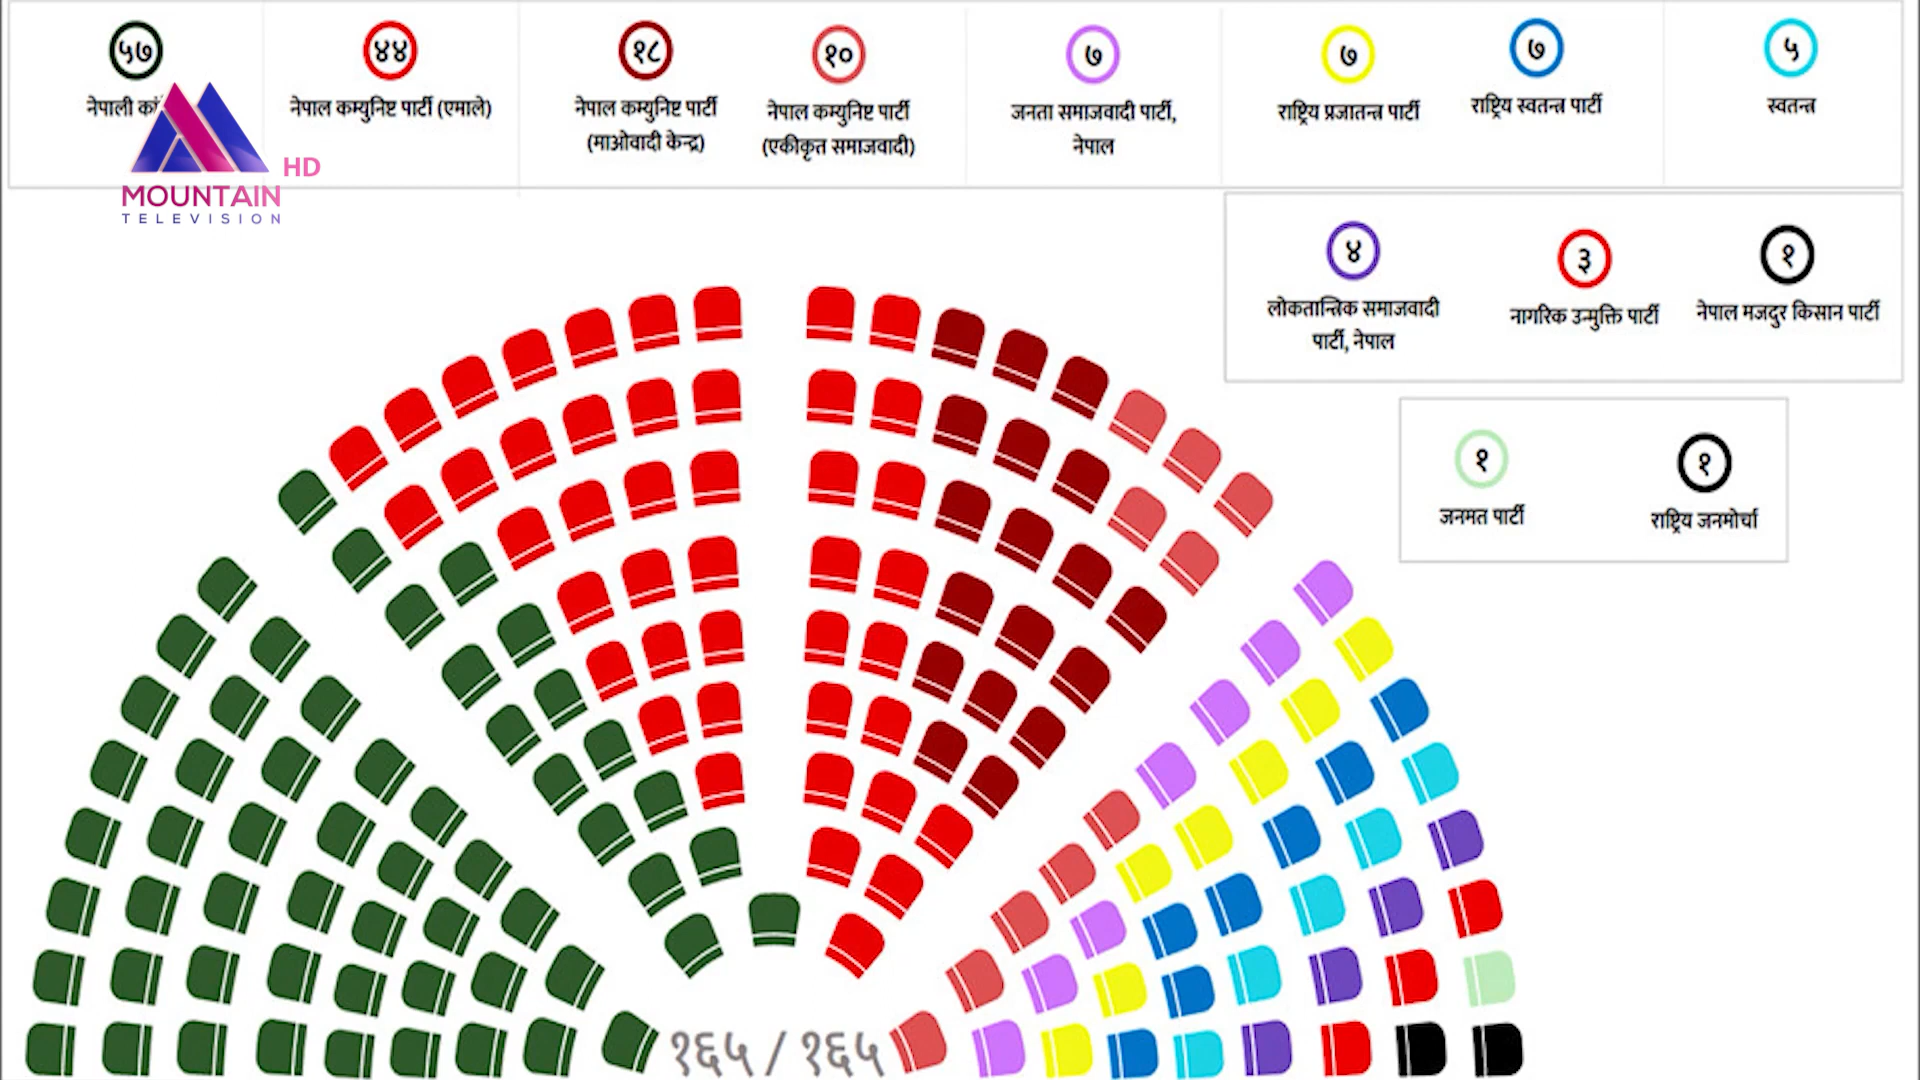 ५७
नेपाली
४४
नेपाल कम्युनिष्ट पार्टी (एमाले)
१८
नेपाल कम्युनिष्ट पार्टी
(माओवादी केन्द्र)
१०
नेपाल कम्युनिष्ट पार्टी
(एकीकृत समाजवादी)
७
जनता समाजवादी पार्टी,
नेपाल
७
राष्ट्रिय प्रजातन्त्र पार्टी
७
राष्ट्रिय स्वतन्त्र पार्टी
५
स्वतन्त्र
HD
MOUNTAIN
TELEVISION
४
लोकतान्त्रिक समाजवादी
पार्टी, नेपाल
३
नागरिक उन्मुक्ति पार्टी
१
नेपाल मजदुर किसान पार्टी
१
जनमत पार्टी
१
राष्ट्रिय जनमोर्चा
१६५ / १६५